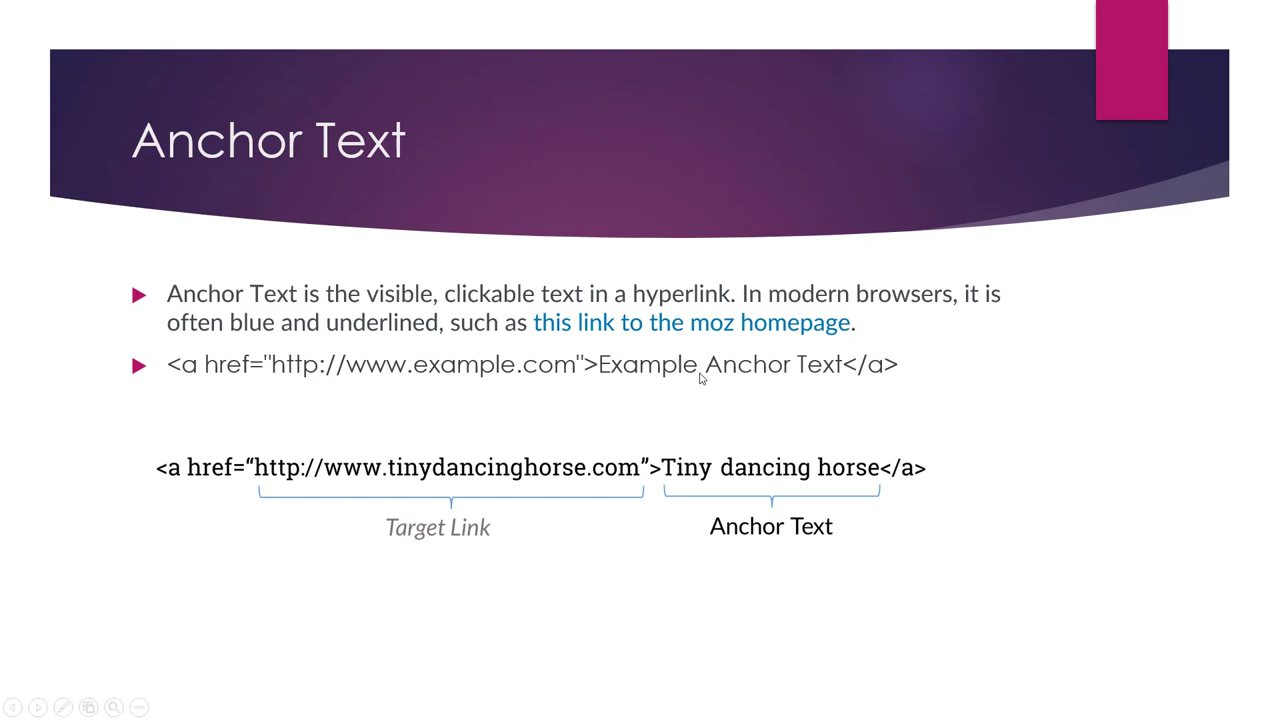 Anchor Text
Anchor Text is the visible, clickable text in a hyperlink. In modern browsers, it is
often blue and underlined, such as this link to the moz homepage.
<a href="http://www.example.com">Example Anchor Text</a>
<a href=“http://www.tinydancinghorse.com”>Tiny dancing horse</a>
Target Link Anchor Text